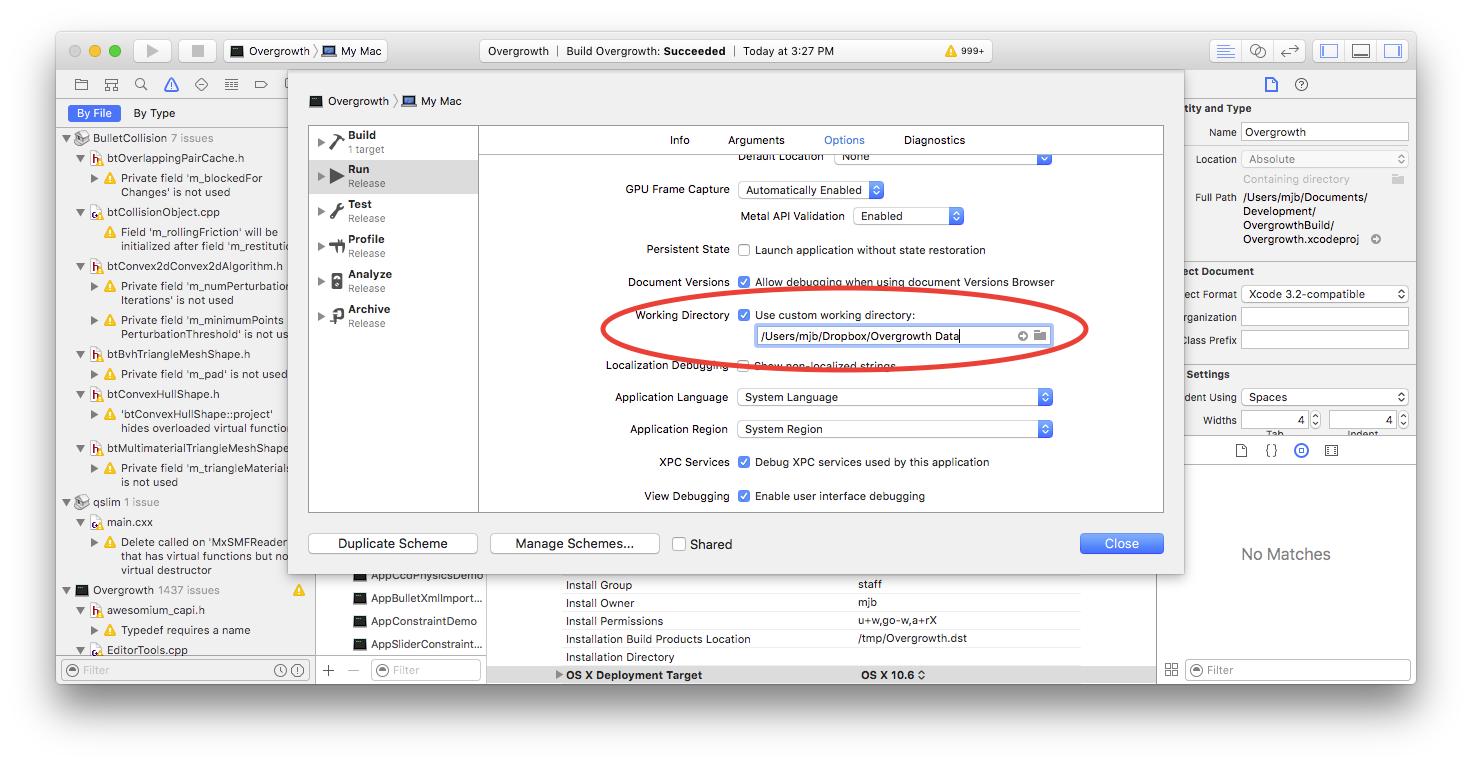 Overgrowth
My Mac
Overgrowth | Build Overgrowth: Succeeded | Today at 3:27 PM
999+
By File
By Type
BulletCollision 7 issues
btOverlappingPairCache.h
Private field 'm_blockedFor
Changes' is not used
btCollisionObject.cpp
Field 'm_rollingFriction' will be
initialized after field 'm_restitutio
btConvex2dConvex2dAlgorithm.h
Private field 'm_numPerturbation
Iterations' is not used
Private field 'm_minimumPoints
PerturbationThreshold' is not used
btBvhTriangleMeshShape.h
Private field 'm_pad' is not used
btConvexHullShape.h
'btConvexHullShape::project'
hides overloaded virtual function
btMultimaterialTriangleMeshShape
Private field 'm_triangleMaterials
is not used
qslim 1 issue
main.cxx
Delete called on 'MxSMFReader
that has virtual functions but no
virtual destructor
Overgrowth 1437 issues
awesomium_capi.h
Typedef requires a name
EditorTools.cpp
Filter
Overgrowth
My Mac
Build
1 target
Run
Release
Test
Release
Profile
Release
Analyze
Release
Archive
Release
Info
Arguments
Options
Diagnostics
Default Location
None
GPU Frame Capture
Automatically Enabled
Metal API Validation
Enabled
Persistent State
Launch application without state restoration
Document Versions
Allow debugging when using document Versions Browser
Working Directory
Use custom working directory:
/Users/mjb/Dropbox/Overgrowth Data
Localization Debugging
Show non-localized strings
Application Language
System Language
Application Region
System Region
XPC Services
Debug XPC services used by this application
View Debugging
Enable user interface debugging
Duplicate Scheme
Manage Schemes...
Shared
Close
AppCcdPhysicsDemo
AppBulletXmlImport...
AppConstraintDemo
AppSliderConstraint...
Filter
Install Group
staff
Install Owner
mjb
Install Permissions
u+w,go-w,a+rX
Installation Build Products Location
/tmp/Overgrowth.dst
Installation Directory
OS X Deployment Target
OS X 10.6
tity and Type
Name
Overgrowth
Location
Absolute
Containing directory
Full Path
/Users/mjb/Documents/
Development/
OvergrowthBuild/
Overgrowth.xcodeproj
ect Document
ect Format
Xcode 3.2-compatible
rganization
Class Prefix
Settings
dent Using
Spaces
Widths
4
4
Tab
Indent
No Matches
Filter